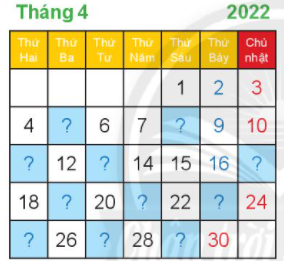 Tháng 4 2022
Thứ Hai Thứ Ba Thứ Tư Thứ Năm Thứ Sáu Thứ Bảy Chủ nhật
1 2 3
4 ? 6 7 ? 9 10
? 12 ? 14 15 16 ?
18 ? 20 ? 22 ? 24
? 26 ? 28 ? 30